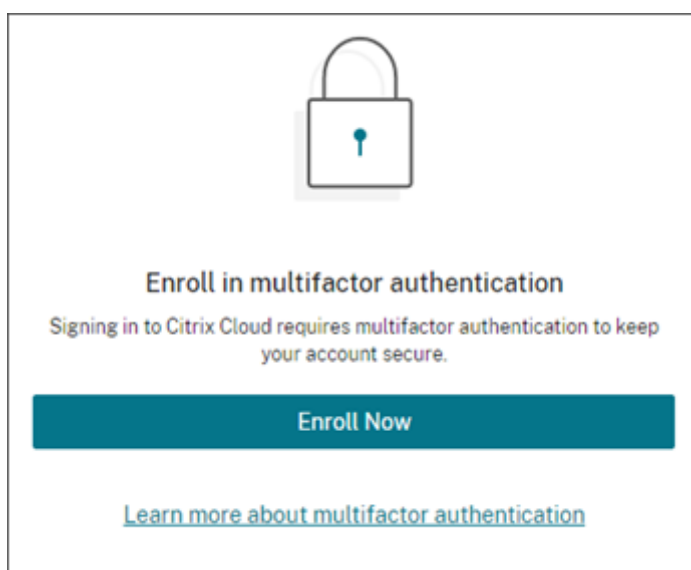 Enroll in multifactor authentication
Signing in to Citrix Cloud requires multifactor authentication to keep
your account secure.
Enroll Now
Learn more about multifactor authentication